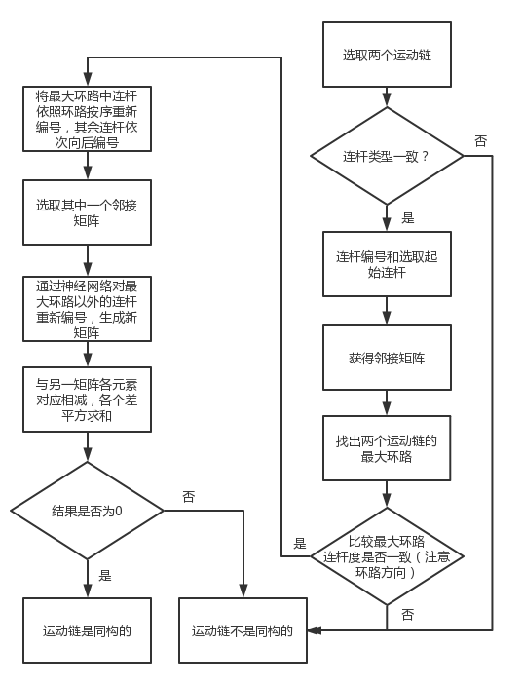 选取两个运动链
连杆类型一致？
否
是
连杆编号和选取起
始连杆
获得邻接矩阵
找出两个运动链的
最大环路
比较最大环路
连杆度是否一致（注意
环路方向）
是
否
将最大环路中连杆
依照环路按序重新
编号，其余连杆依
次向后编号
选取其中一个邻接
矩阵
通过神经网络对最
大环路以外的连杆
重新编号，生成新
矩阵
与另一矩阵各元素
对应相减，各个差
平方求和
结果是否为0
否
是
运动链是同构的
运动链不是同构的